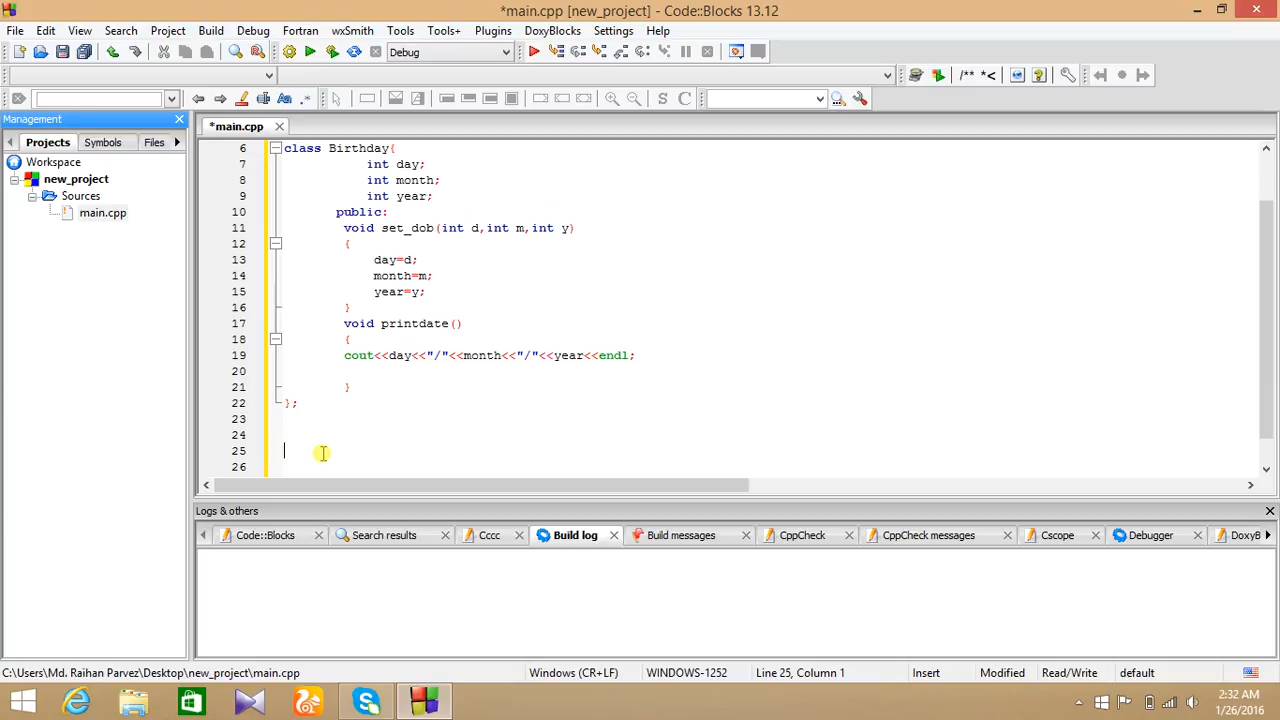 *main.cpp [new_project] - Code::Blocks 13.12
File Edit View Search Project Build Debug Fortran wxSmith Tools Tools+ Plugins DoxyBlocks Settings Help
Debug
/** *<
S C
Management
*main.cpp
Projects Symbols Files
Workspace
new_project
Sources
main.cpp
6 class Birthday{
7 int day;
8 int month;
9 int year;
10 public:
11 void set_dob(int d,int m,int y)
12 {
13 day=d;
14 month=m;
15 year=y;
16 }
17 void printdate()
18 {
19 cout<<day<<"/"<<month<<"/"<<year<<endl;
20
21 }
22 };
23
24
25
26
Logs & others
Code::Blocks Search results Cccc Build log Build messages CppCheck CppCheck messages Cscope Debugger DoxyB
C:\Users\Md. Raihan Parvez\Desktop\new_project\main.cpp Windows (CR+LF) WINDOWS-1252 Line 25, Column 1 Insert Modified Read/Write default
2:32 AM
1/26/2016